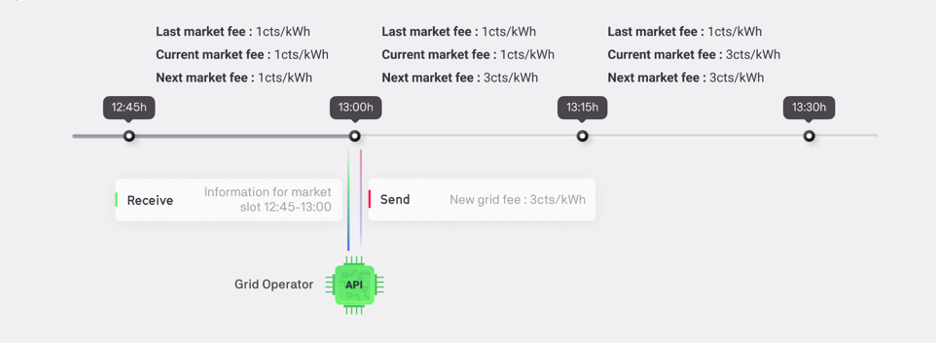 Last market fee : 1cts/kWh
Current market fee : 1cts/kWh
Next market fee : 1cts/kWh
Last market fee : 1cts/kWh
Current market fee : 1cts/kWh
Next market fee : 3cts/kWh
Last market fee : 1cts/kWh
Current market fee : 3cts/kWh
Next market fee : 3cts/kWh
12:45h
13:00h
13:15h
13:30h
Receive
Information for market
slot 12:45-13:00
Send
New grid fee : 3cts/kWh
Grid Operator
API